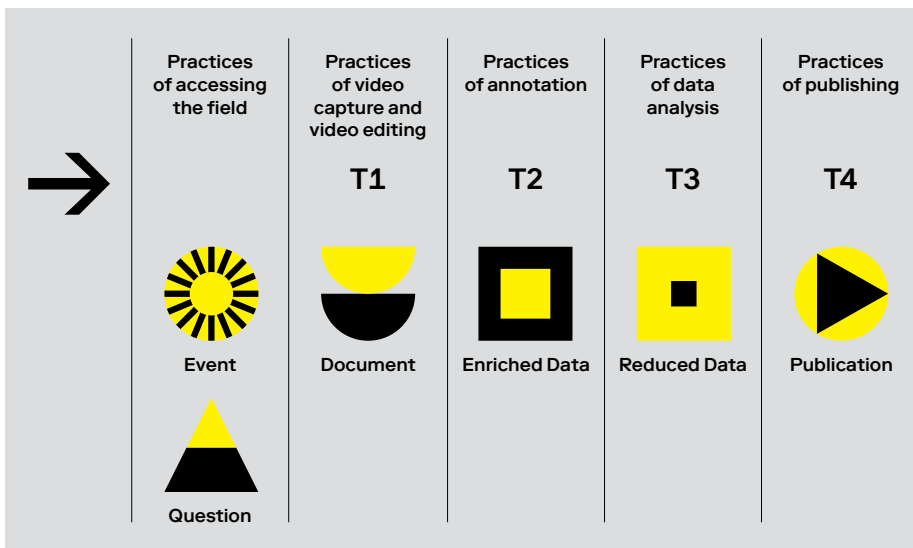 Practices
of accessing
the field
Practices
of video
capture and
video editing
T1
Practices
of annotation
T2
Practices
of data
analysis
T3
Practices
of publishing
T4
Event
Document
Enriched Data
Reduced Data
Publication
Question